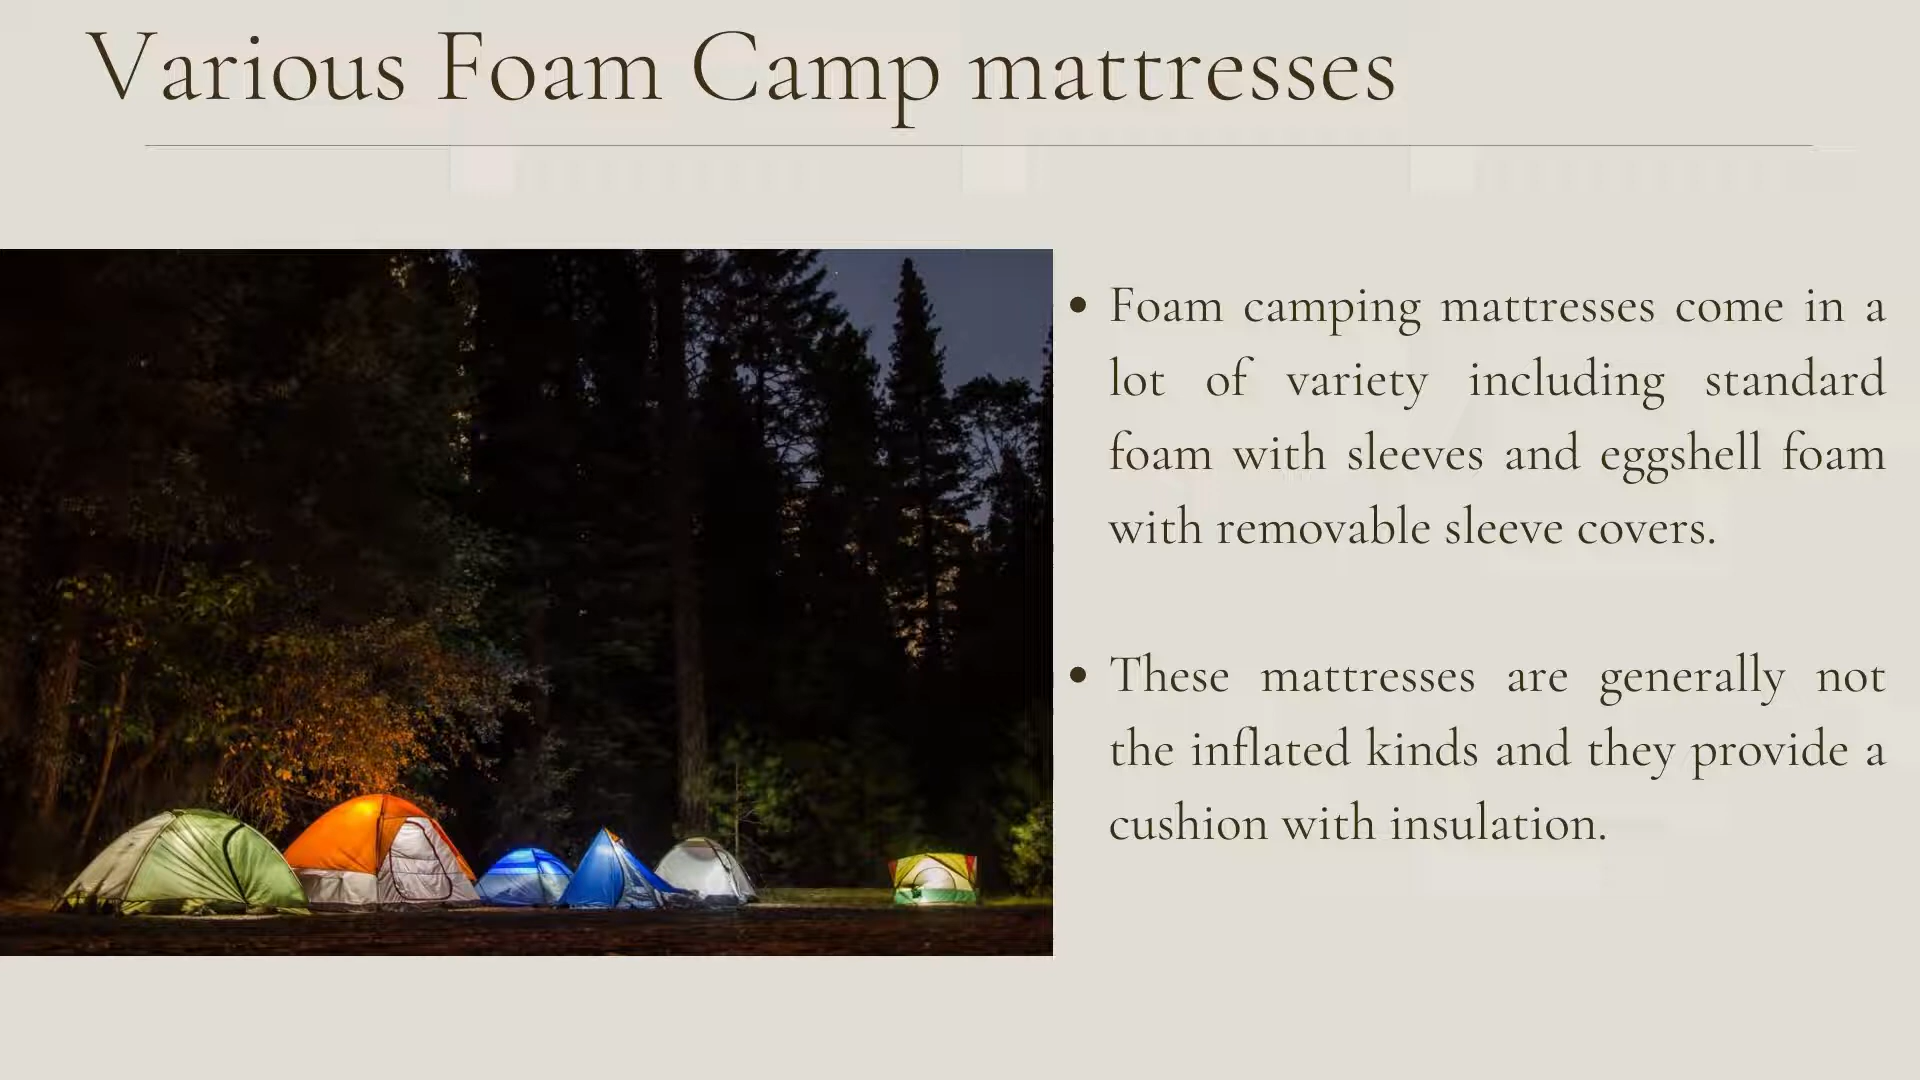 Various Foam Camp mattresses
• Foam camping mattresses come in a
lot of variety including standard
foam with sleeves and eggshell foam
with removable sleeve covers.
• These mattresses are generally not
the inflated kinds and they provide a
cushion with insulation.